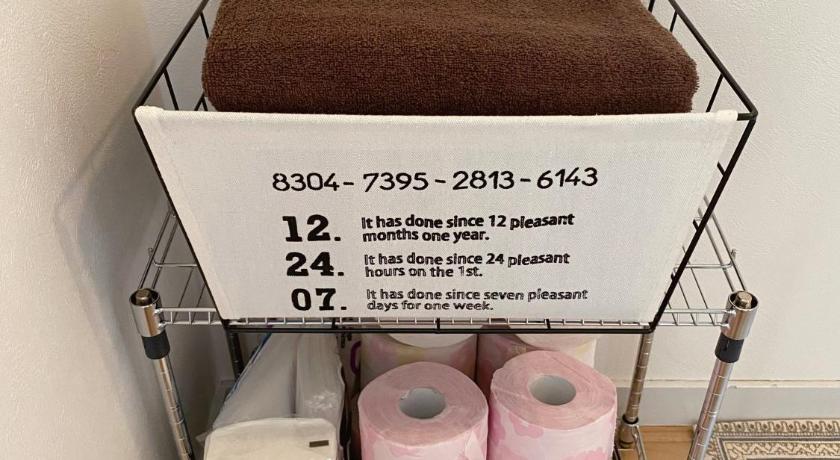 8304-7395-2813-6143
12. It has done since 12 pleasant
months one year.
24. It has done since 24 pleasant
hours on the 1st.
07. It has done since seven pleasant
days for one week.